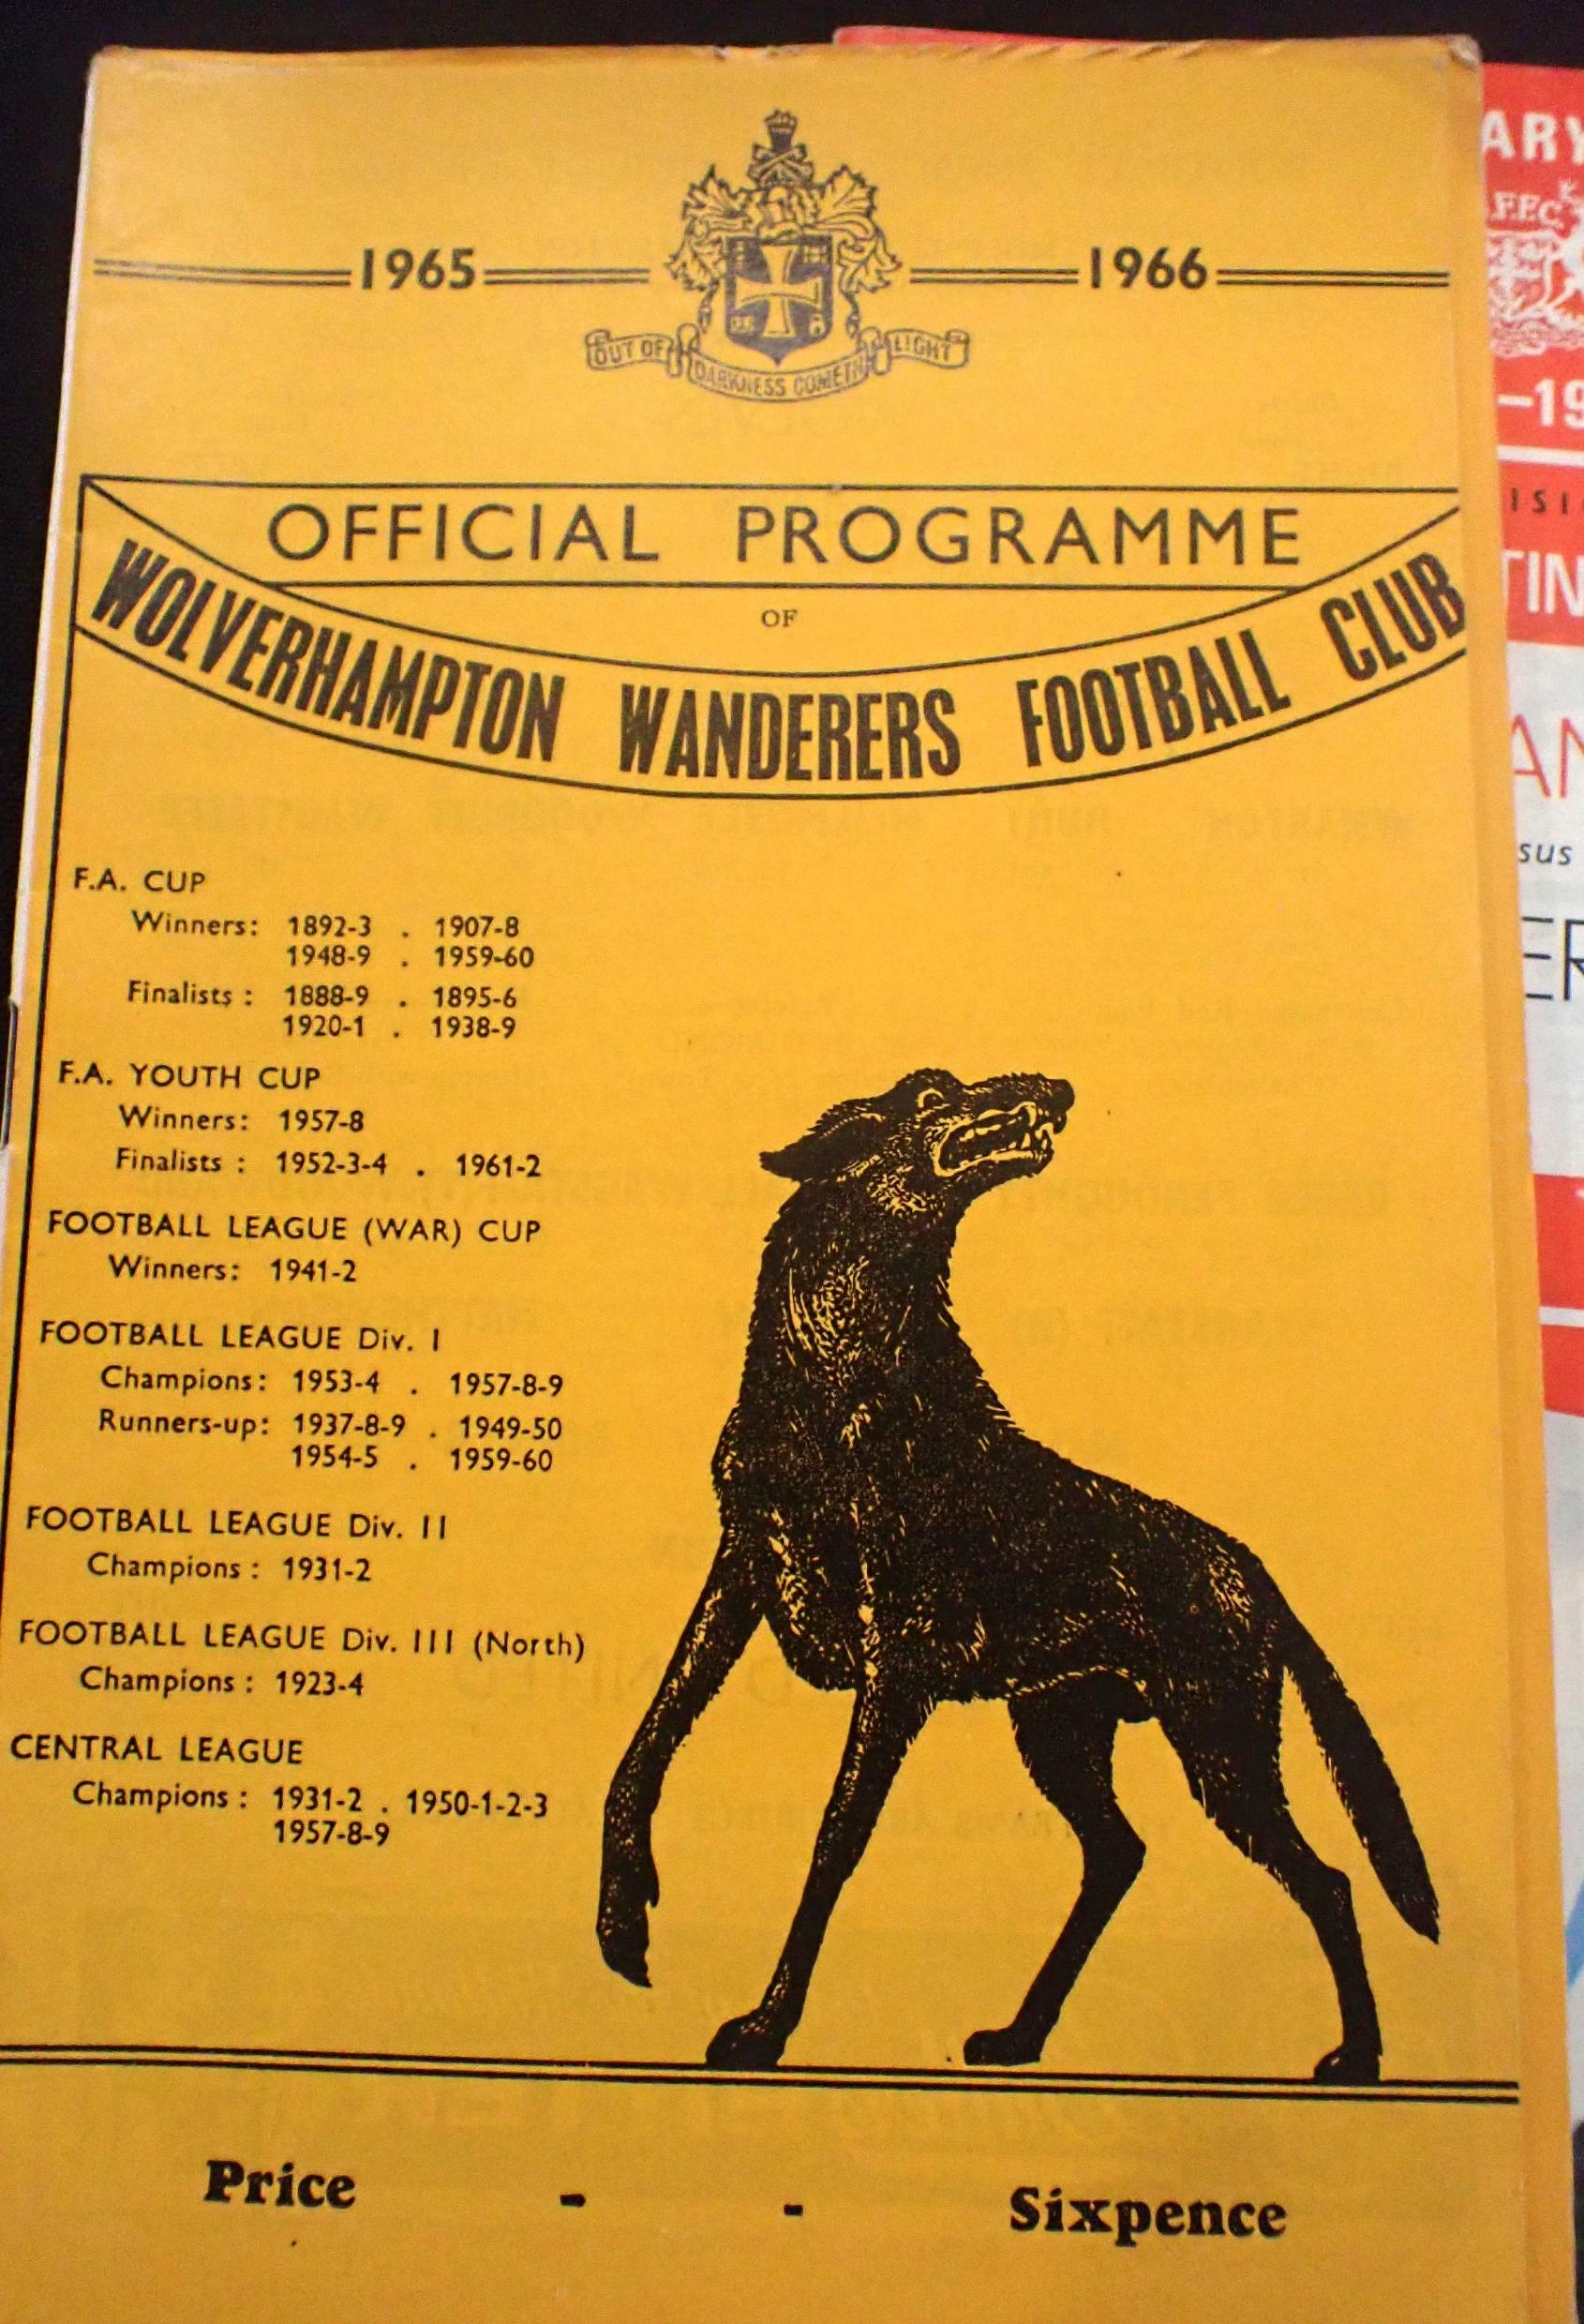 1965 1966
OUT OF DARKNESS COMETH LIGHT
OFFICIAL PROGRAMME
OF
WOLVERHAMPTON WANDERERS FOOTBALL CLUB
F.A. CUP
Winners: 1892-3 . 1907-8
1948-9 . 1959-60
Finalists : 1888-9 . 1895-6
1920-1 . 1938-9
F.A. YOUTH CUP
Winners: 1957-8
Finalists : 1952-3-4 . 1961-2
FOOTBALL LEAGUE (WAR) CUP
Winners: 1941-2
FOOTBALL LEAGUE Div. I
Champions: 1953-4 . 1957-8-9
Runners-up: 1937-8-9 . 1949-50
1954-5 . 1959-60
FOOTBALL LEAGUE Div. II
Champions : 1931-2
FOOTBALL LEAGUE Div. III (North)
Champions : 1923-4
CENTRAL LEAGUE
Champions : 1931-2 . 1950-1-2-3
1957-8-9
Price - - Sixpence
ARY
F.F.C.
-19
ISI
TIN
AN
sus
ER